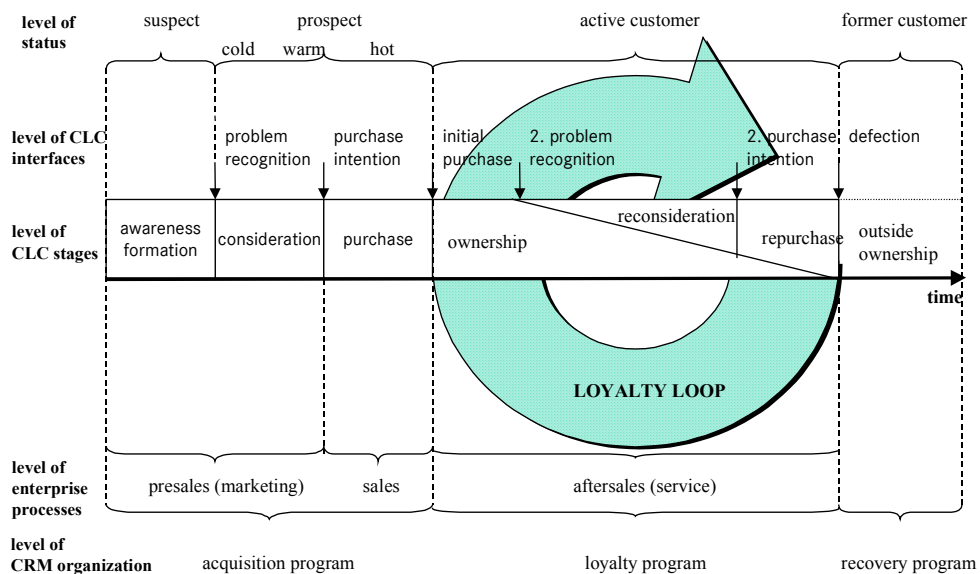 level of
status
suspect
prospect
active customer
former customer
cold
warm
hot
level of CLC
interfaces
problem
recognition
purchase
intention
initial
purchase
2. problem
recognition
2. purchase
intention
defection
level of
CLC stages
awareness
formation
consideration
purchase
ownership
reconsideration
repurchase
outside
ownership
time
LOYALTY LOOP
level of
enterprise
processes
presales (marketing)
sales
aftersales (service)
level of
CRM organization
acquisition program
loyalty program
recovery program